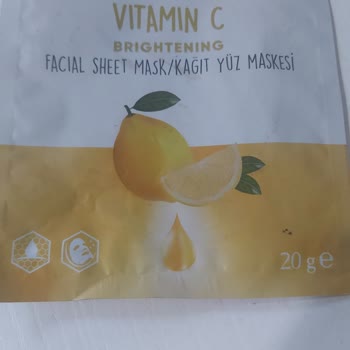 VITAMIN C
BRIGHTENING
FACIAL SHEET MASK/KAĞIT YÜZ MASKESİ
20 g ℮